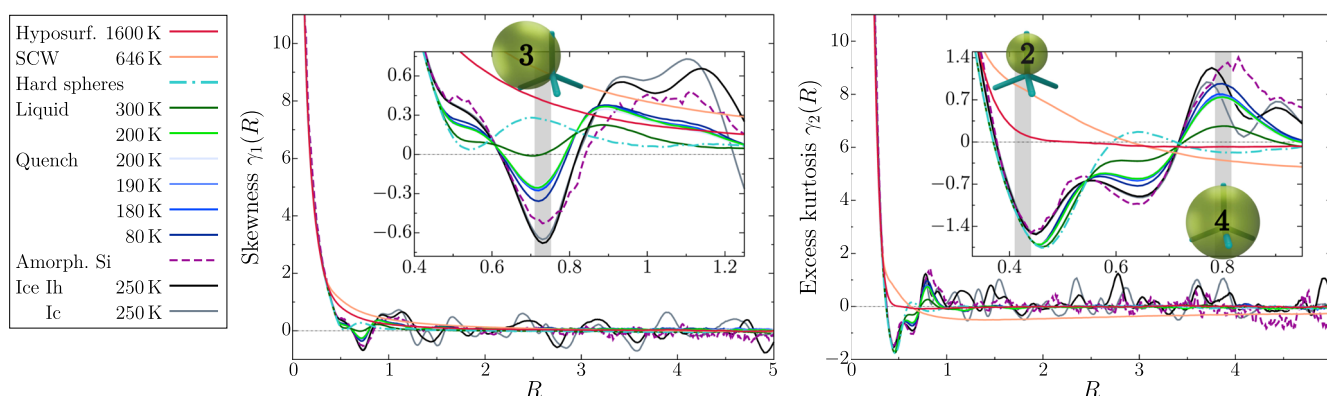 Hyposurf. 1600 K
SCW 646 K
Hard spheres
Liquid 300 K
200 K
Quench 200 K
190 K
180 K
80 K
Amorph. Si
Ice Ih 250 K
Ic 250 K
Skewness γ₁(R)
10
8
6
4
2
0
0 1 2 3 4 5
R
0.6
0.3
0
−0.3
−0.6
0.4 0.6 0.8 1 1.2
3
Excess kurtosis γ₂(R)
10
8
6
4
2
0
−2
0 1 2 3 4
R
1.4
0.7
0
−0.7
−1.4
0.4 0.6 0.8
2
4